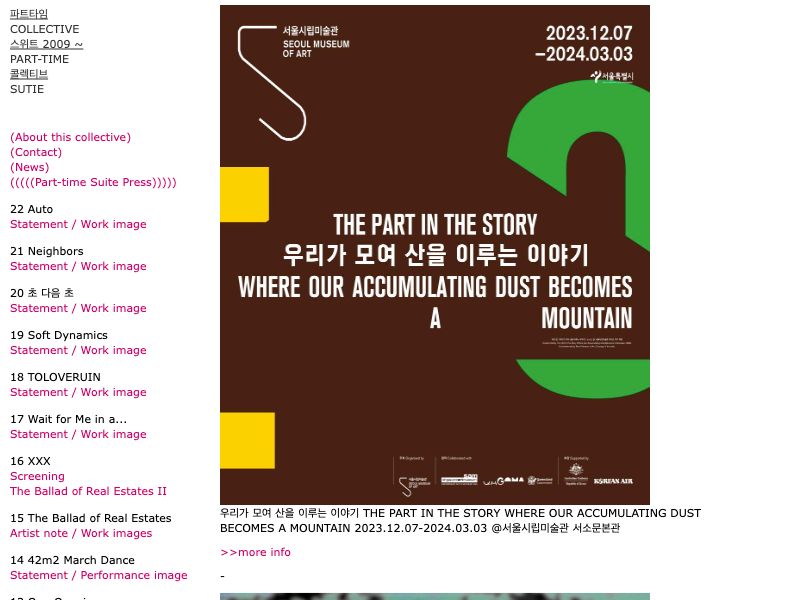 파트타임
COLLECTIVE
스위트 2009 ~
PART-TIME
콜렉티브
SUTIE
(About this collective)
(Contact)
(News)
(((((Part-time Suite Press)))))
22 Auto
Statement / Work image
21 Neighbors
Statement / Work image
20 초 다음 초
Statement / Work image
19 Soft Dynamics
Statement / Work image
18 TOLOVERUIN
Statement / Work image
17 Wait for Me in a...
Statement / Work image
16 XXX
Screening
The Ballad of Real Estates II
15 The Ballad of Real Estates
Artist note / Work images
14 42m2 March Dance
Statement / Performance image
서울시립미술관
SEOUL MUSEUM
OF ART
2023.12.07
–2024.03.03
서울특별시
THE PART IN THE STORY
우리가 모여 산을 이루는 이야기
WHERE OUR ACCUMULATING DUST BECOMES
A MOUNTAIN
QAGOMA
KOREAN AIR
우리가 모여 산을 이루는 이야기 THE PART IN THE STORY WHERE OUR ACCUMULATING DUST
BECOMES A MOUNTAIN 2023.12.07-2024.03.03 @서울시립미술관 서소문본관
>>more info
-